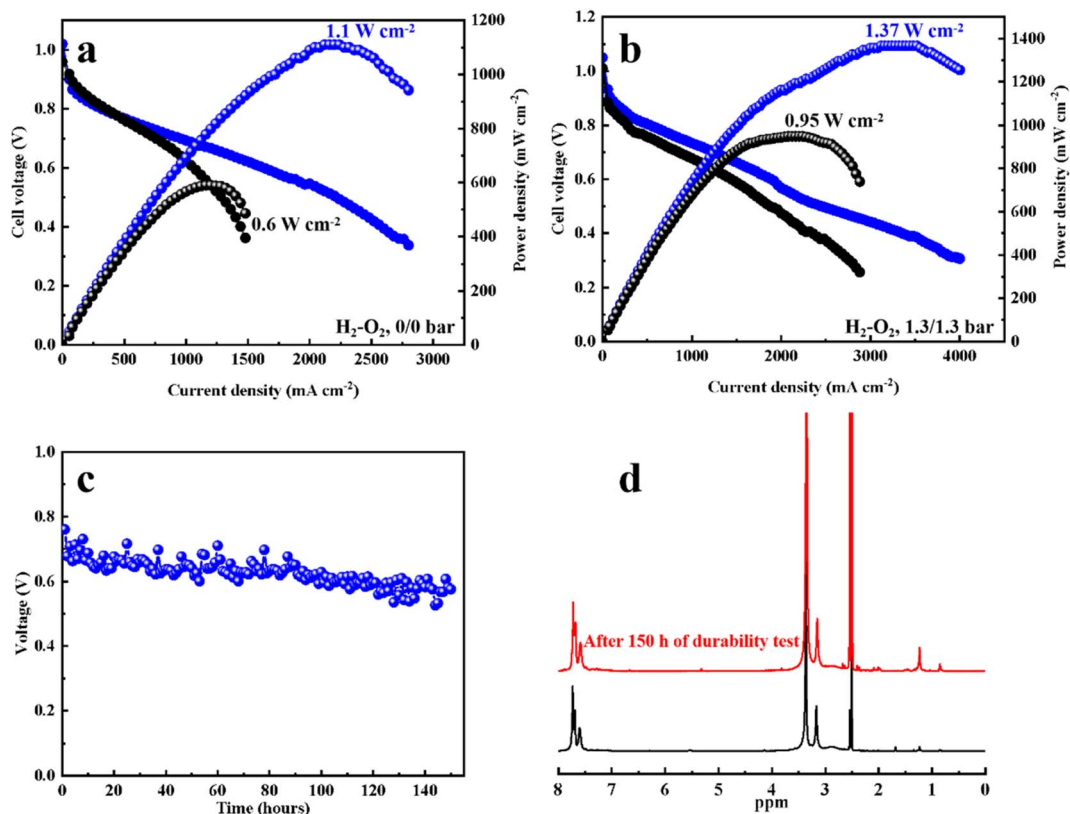 a
1.1 W cm⁻²
0.6 W cm⁻²
H₂-O₂, 0/0 bar
Cell voltage (V)
0.0
0.2
0.4
0.6
0.8
1.0
Power density (mW cm⁻²)
0
200
400
600
800
1000
1200
0 500 1000 1500 2000 2500 3000
Current density (mA cm⁻²)
b
1.37 W cm⁻²
0.95 W cm⁻²
H₂-O₂, 1.3/1.3 bar
Cell voltage (V)
0.0
0.2
0.4
0.6
0.8
1.0
1.2
Power density (mW cm⁻²)
0
200
400
600
800
1000
1200
1400
0 1000 2000 3000 4000
Current density (mA cm⁻²)
c
Voltage (V)
0.0
0.2
0.4
0.6
0.8
1.0
0 20 40 60 80 100 120 140
Time (hours)
d
After 150 h of durability test
8 7 6 5 4 3 2 1 0
ppm